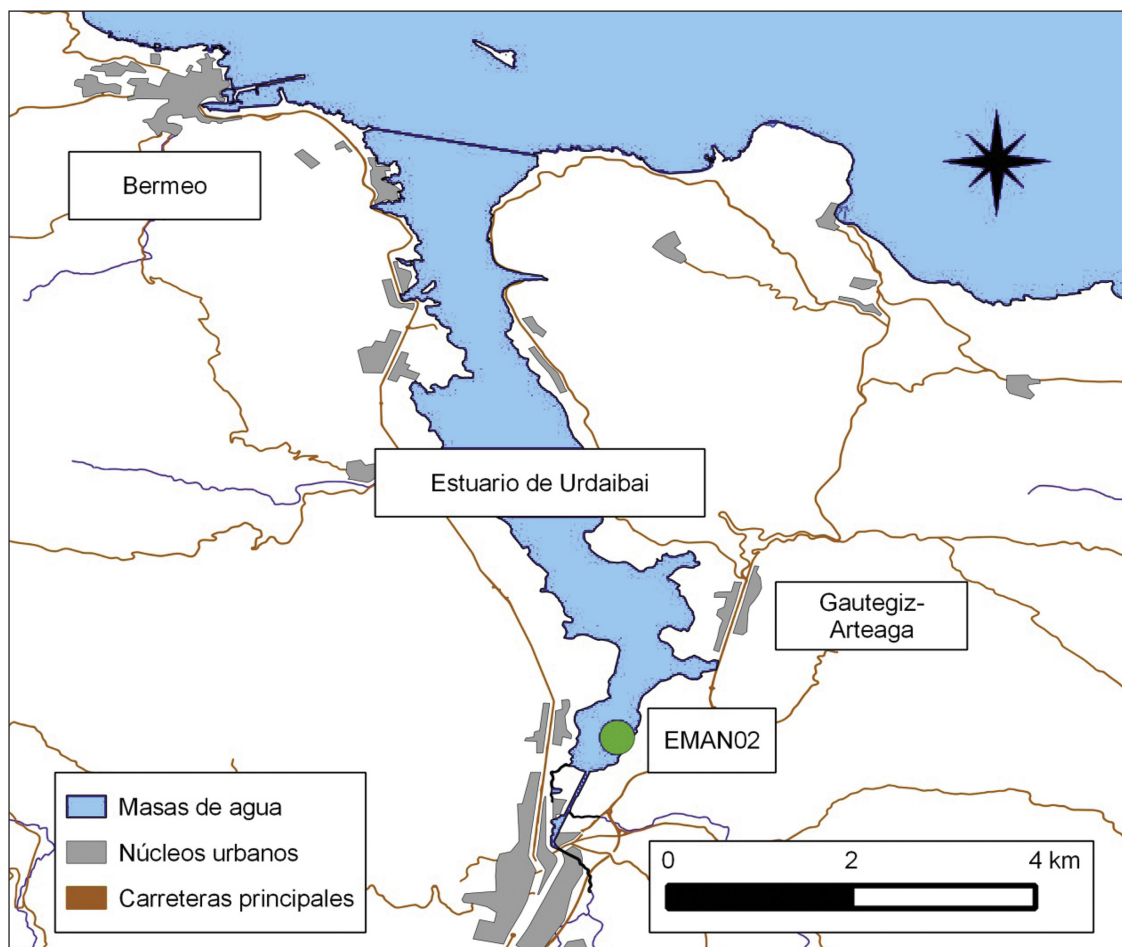 Bermeo
Estuario de Urdaibai
Gautegiz-
Arteaga
EMAN02
Masas de agua
Núcleos urbanos
Carreteras principales
0 2 4 km